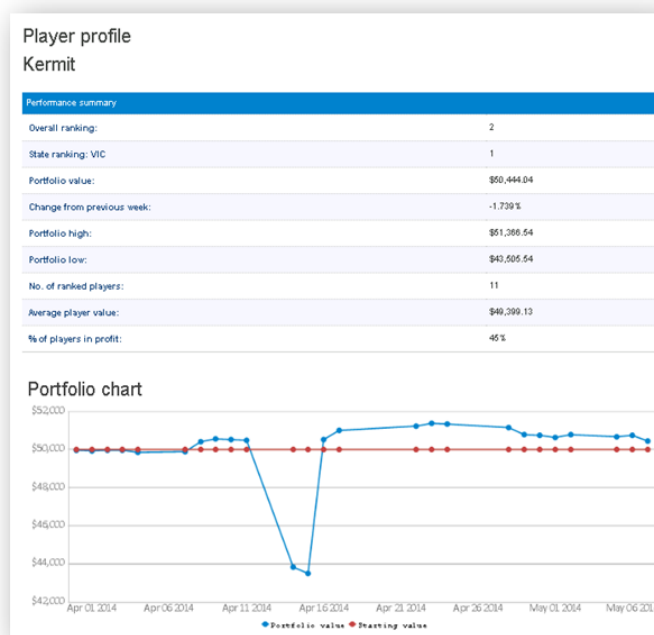 Player profile
Kermit
Performance summary
Overall ranking: 2
State ranking: VIC 1
Portfolio value: $50,444.04
Change from previous week: -1.739%
Portfolio high: $51,366.54
Portfolio low: $43,505.54
No. of ranked players: 11
Average player value: $49,399.13
% of players in profit: 45%
Portfolio chart
$52,000
$50,000
$48,000
$46,000
$44,000
$42,000
Apr 01 2014 Apr 06 2014 Apr 11 2014 Apr 16 2014 Apr 21 2014 Apr 26 2014 May 01 2014 May 06 201
Portfolio value Starting value